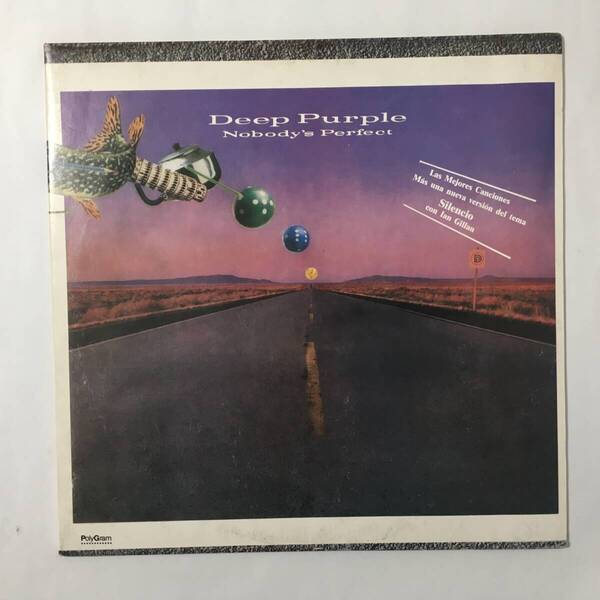 Deep Purple
Nobody's Perfect
Las Mejores Canciones
Más una nueva versión del tema
Silencio
con Ian Gillan
PolyGram